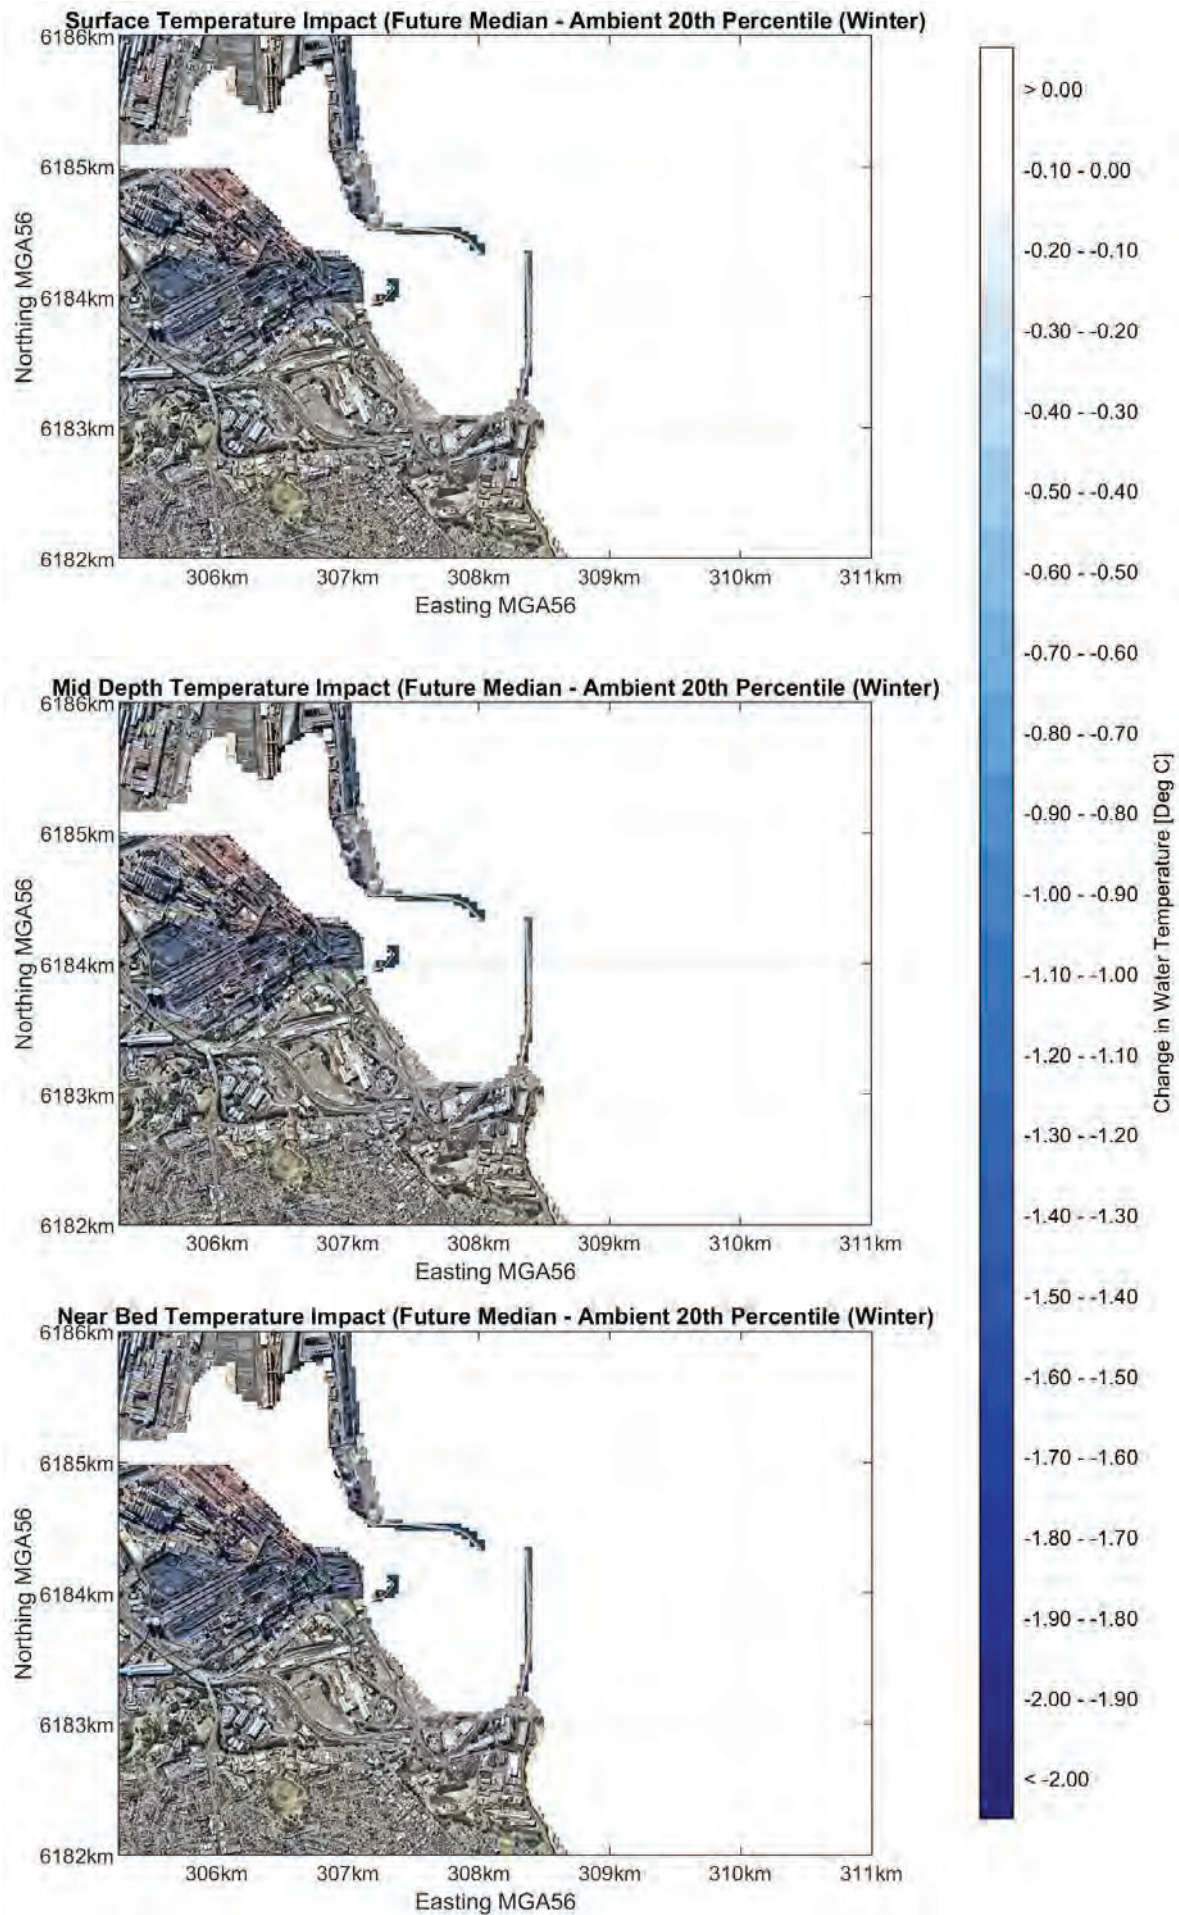 Surface Temperature Impact (Future Median - Ambient 20th Percentile (Winter)
6186km
6185km
6184km
6183km
6182km
Northing MGA56
306km 307km 308km 309km 310km 311km
Easting MGA56
Mid Depth Temperature Impact (Future Median - Ambient 20th Percentile (Winter)
6186km
6185km
6184km
6183km
6182km
Northing MGA56
306km 307km 308km 309km 310km 311km
Easting MGA56
Near Bed Temperature Impact (Future Median - Ambient 20th Percentile (Winter)
6186km
6185km
6184km
6183km
6182km
Northing MGA56
306km 307km 308km 309km 310km 311km
Easting MGA56
> 0.00
-0.10 - 0.00
-0.20 - -0.10
-0.30 - -0.20
-0.40 - -0.30
-0.50 - -0.40
-0.60 - -0.50
-0.70 - -0.60
-0.80 - -0.70
-0.90 - -0.80
-1.00 - -0.90
-1.10 - -1.00
-1.20 - -1.10
-1.30 - -1.20
-1.40 - -1.30
-1.50 - -1.40
-1.60 - -1.50
-1.70 - -1.60
-1.80 - -1.70
-1.90 - -1.80
-2.00 - -1.90
< -2.00
Change in Water Temperature [Deg C]